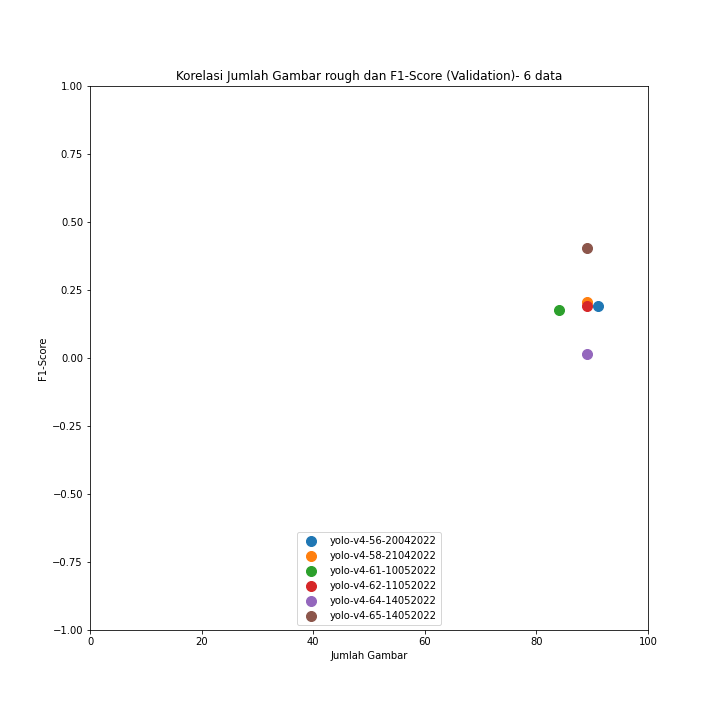 Korelasi Jumlah Gambar rough dan F1-Score (Validation)- 6 data
1.00
0.75
0.50
0.25
0.00
−0.25
−0.50
−0.75
−1.00
F1-Score
yolo-v4-56-20042022
yolo-v4-58-21042022
yolo-v4-61-10052022
yolo-v4-62-11052022
yolo-v4-64-14052022
yolo-v4-65-14052022
0 20 40 60 80 100
Jumlah Gambar